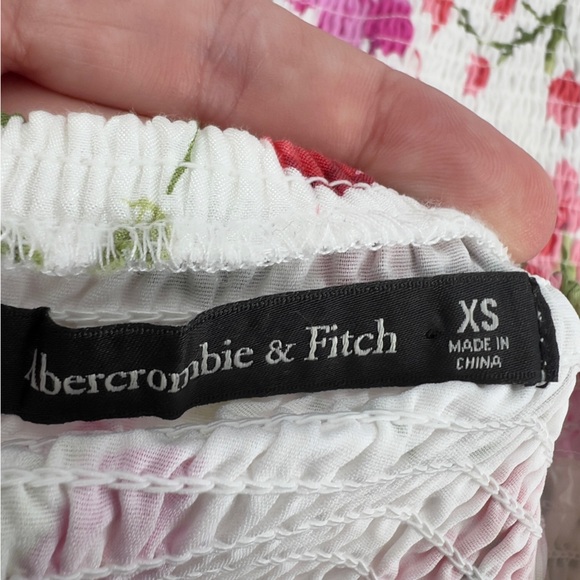 Abercrombie & Fitch
XS
MADE IN
CHINA